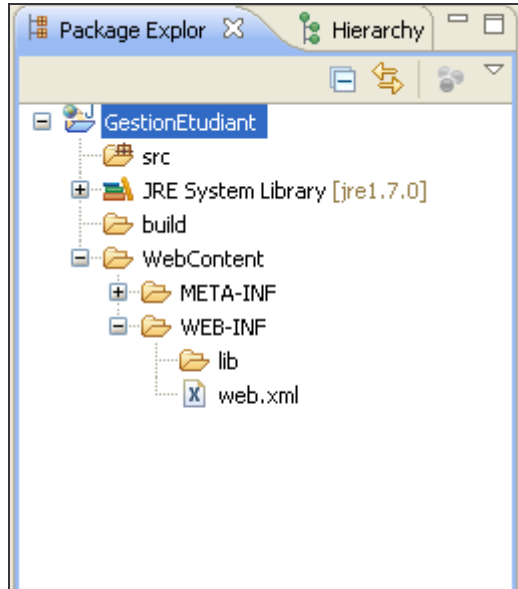 Package Explor Hierarchy
GestionEtudiant
src
JRE System Library [jre1.7.0]
build
WebContent
META-INF
WEB-INF
lib
web.xml